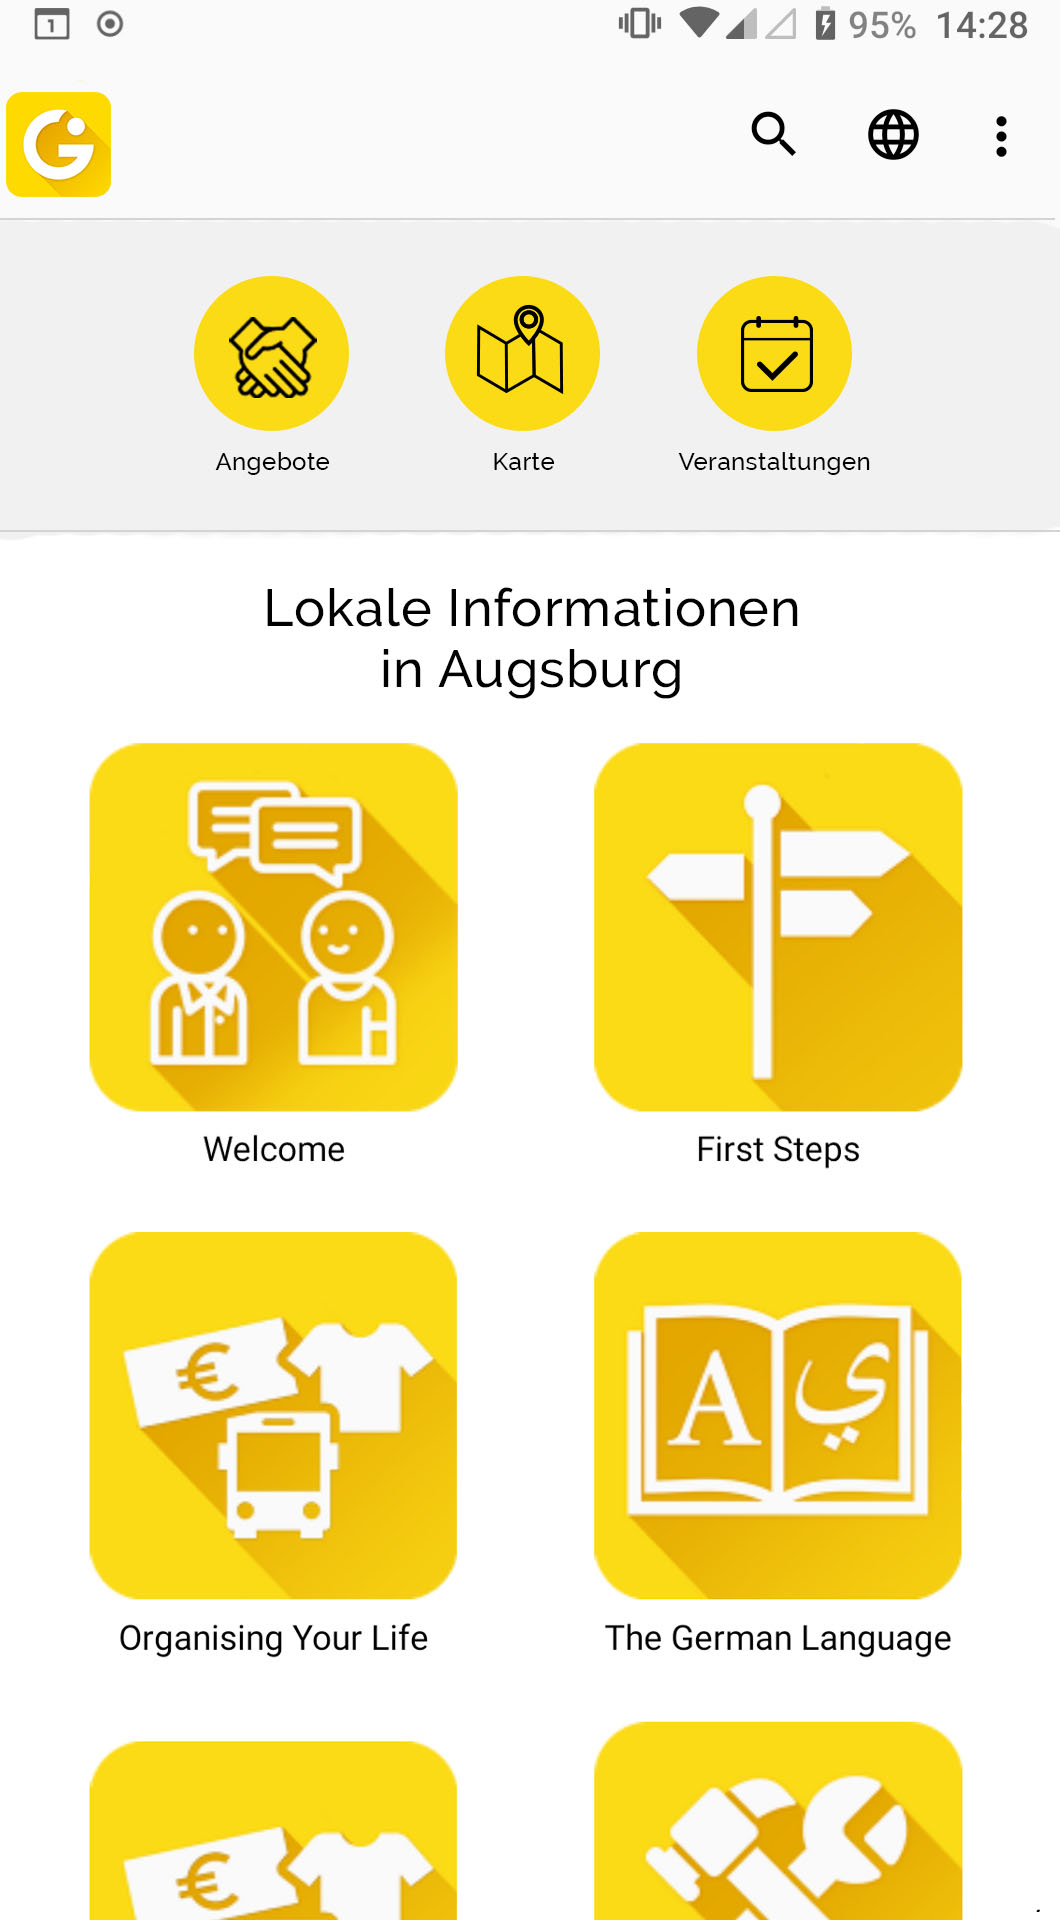 1
95% 14:28
G
Angebote
Karte
Veranstaltungen
Lokale Informationen
in Augsburg
Welcome
First Steps
€
A ي
Organising Your Life
The German Language
€